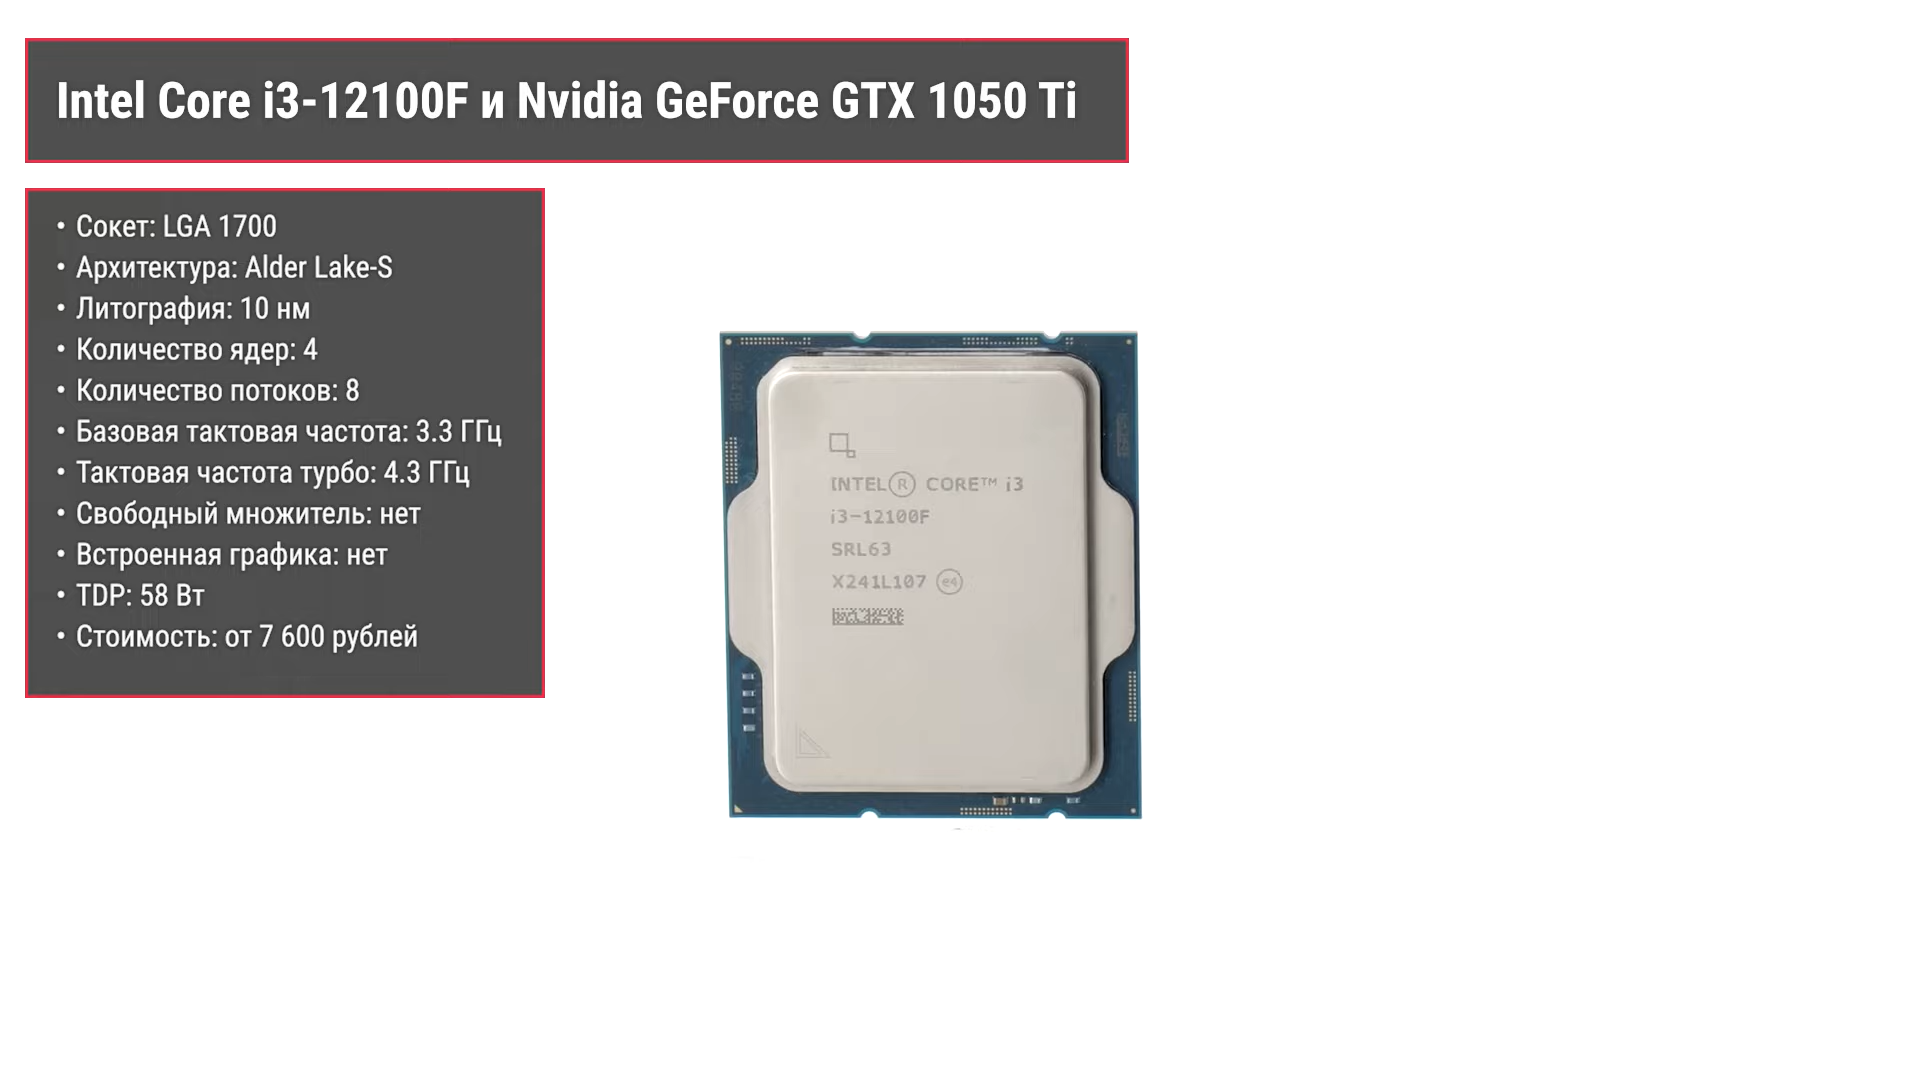 Intel Core i3-12100F и Nvidia GeForce GTX 1050 Ti
• Сокет: LGA 1700
• Архитектура: Alder Lake-S
• Литография: 10 нм
• Количество ядер: 4
• Количество потоков: 8
• Базовая тактовая частота: 3.3 ГГц
• Тактовая частота турбо: 4.3 ГГц
• Свободный множитель: нет
• Встроенная графика: нет
• TDP: 58 Вт
• Стоимость: от 7 600 рублей
INTEL® CORE™ i3
i3-12100F
SRL63
X241L107 e4